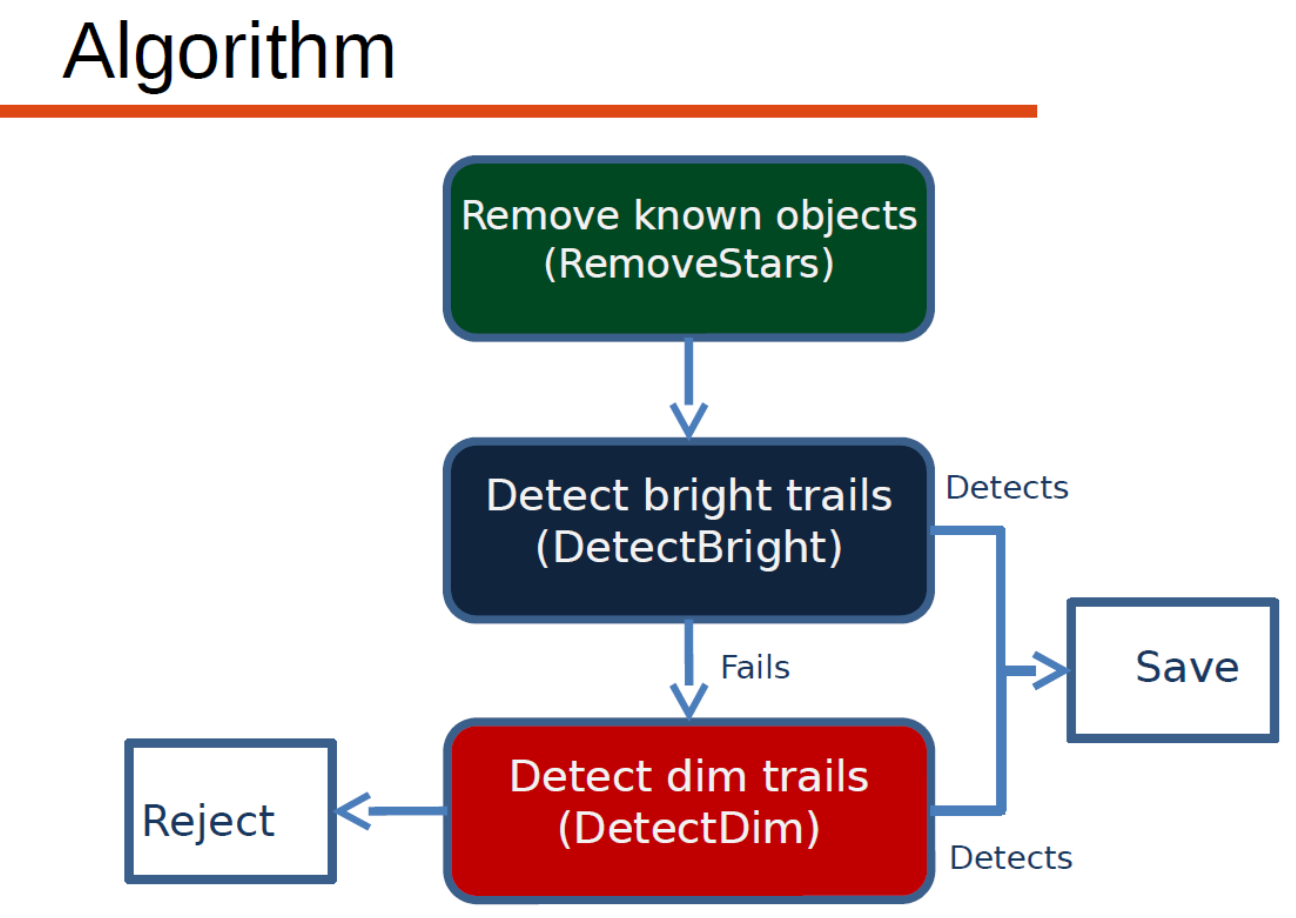 Algorithm
Remove known objects
(RemoveStars)
Detect bright trails
(DetectBright)
Detects
Fails
Save
Detect dim trails
(DetectDim)
Reject
Detects